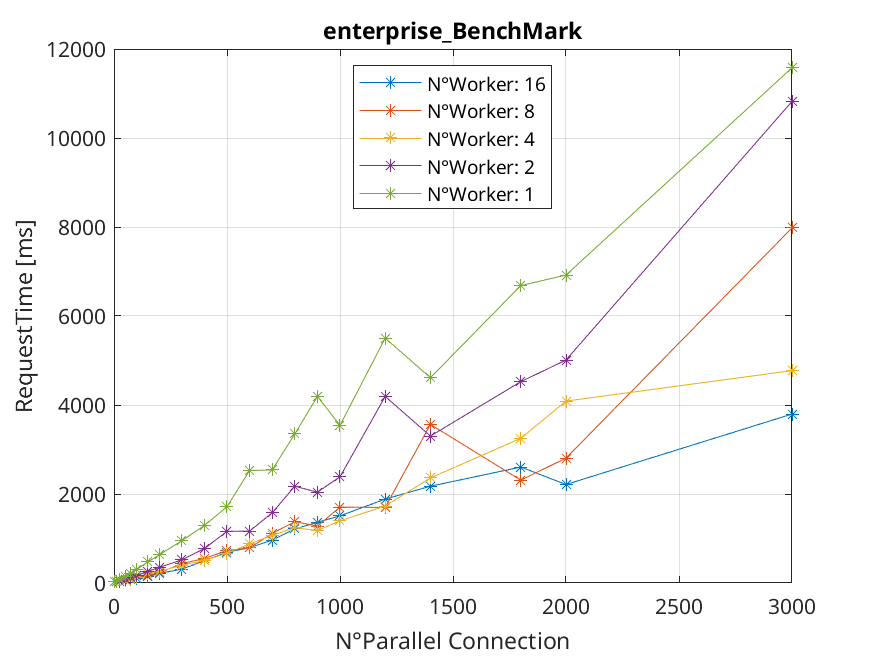 enterprise_BenchMark
12000
10000
8000
6000
4000
2000
0
RequestTime [ms]
N°Worker: 16
N°Worker: 8
N°Worker: 4
N°Worker: 2
N°Worker: 1
0 500 1000 1500 2000 2500 3000
N°Parallel Connection